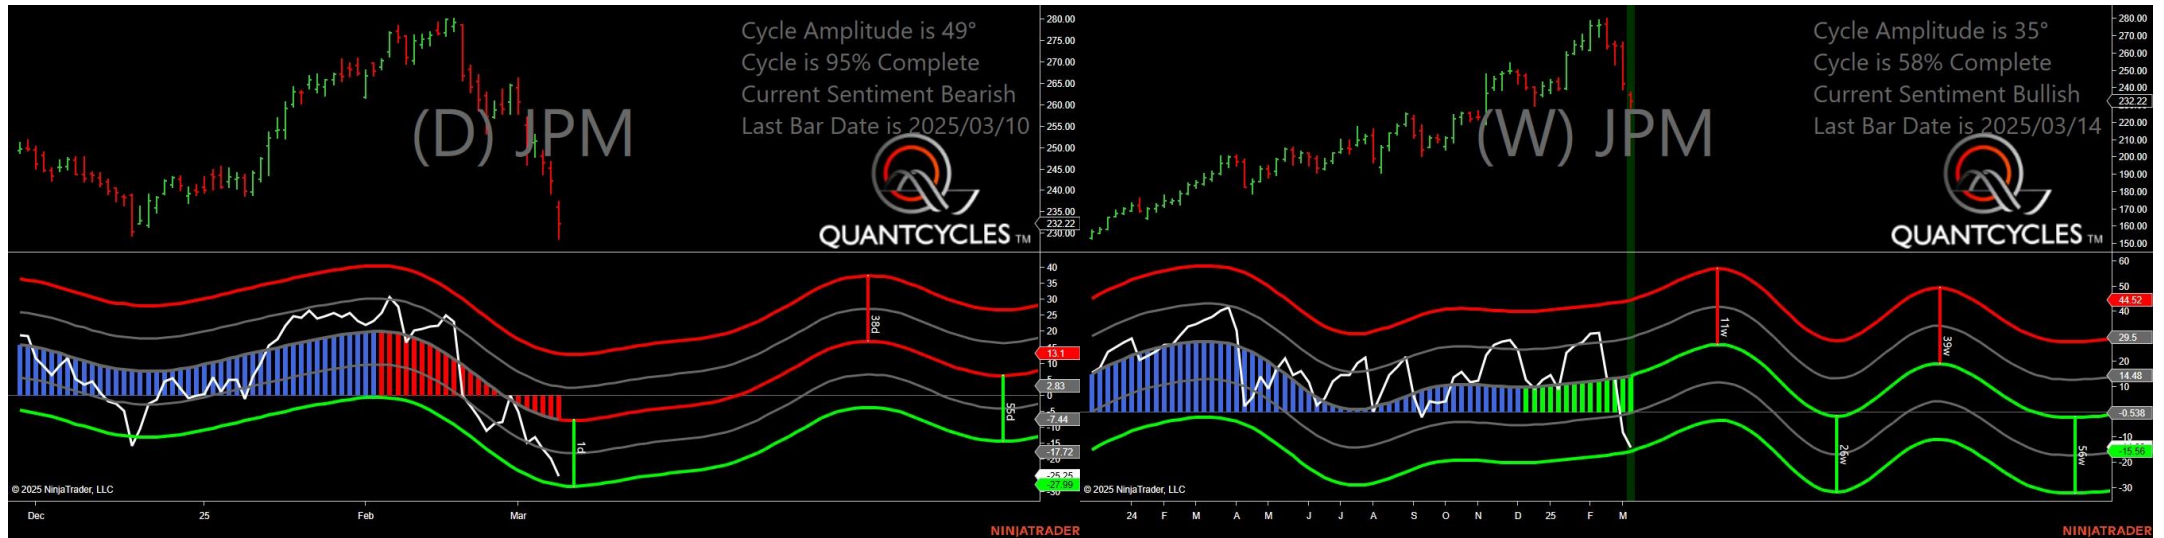 Cycle Amplitude is 49°
Cycle is 95% Complete
Current Sentiment Bearish
Last Bar Date is 2025/03/10
(D) JPM
QUANTCYCLES TM
280.00
275.00
270.00
265.00
260.00
255.00
250.00
245.00
240.00
235.00
232.22
230.00
40
35
30
25
20
15
13.1
10
5
2.83
0
-5
-7.44
-10
-15
-17.72
-20
-25.25
-27.99
-30
38d
55d
1d
© 2025 NinjaTrader, LLC
Dec 25 Feb Mar
NINJATRADER
Cycle Amplitude is 35°
Cycle is 58% Complete
Current Sentiment Bullish
Last Bar Date is 2025/03/14
(W) JPM
QUANTCYCLES TM
280.00
270.00
260.00
250.00
240.00
232.22
220.00
210.00
200.00
190.00
180.00
170.00
160.00
150.00
60
50
44.52
40
29.5
20
14.48
10
-0.538
-10
-15.56
-20
-30
11w
39w
26w
56w
© 2025 NinjaTrader, LLC
24 F M A M J J A S O N D 25 F M
NINJATRADER